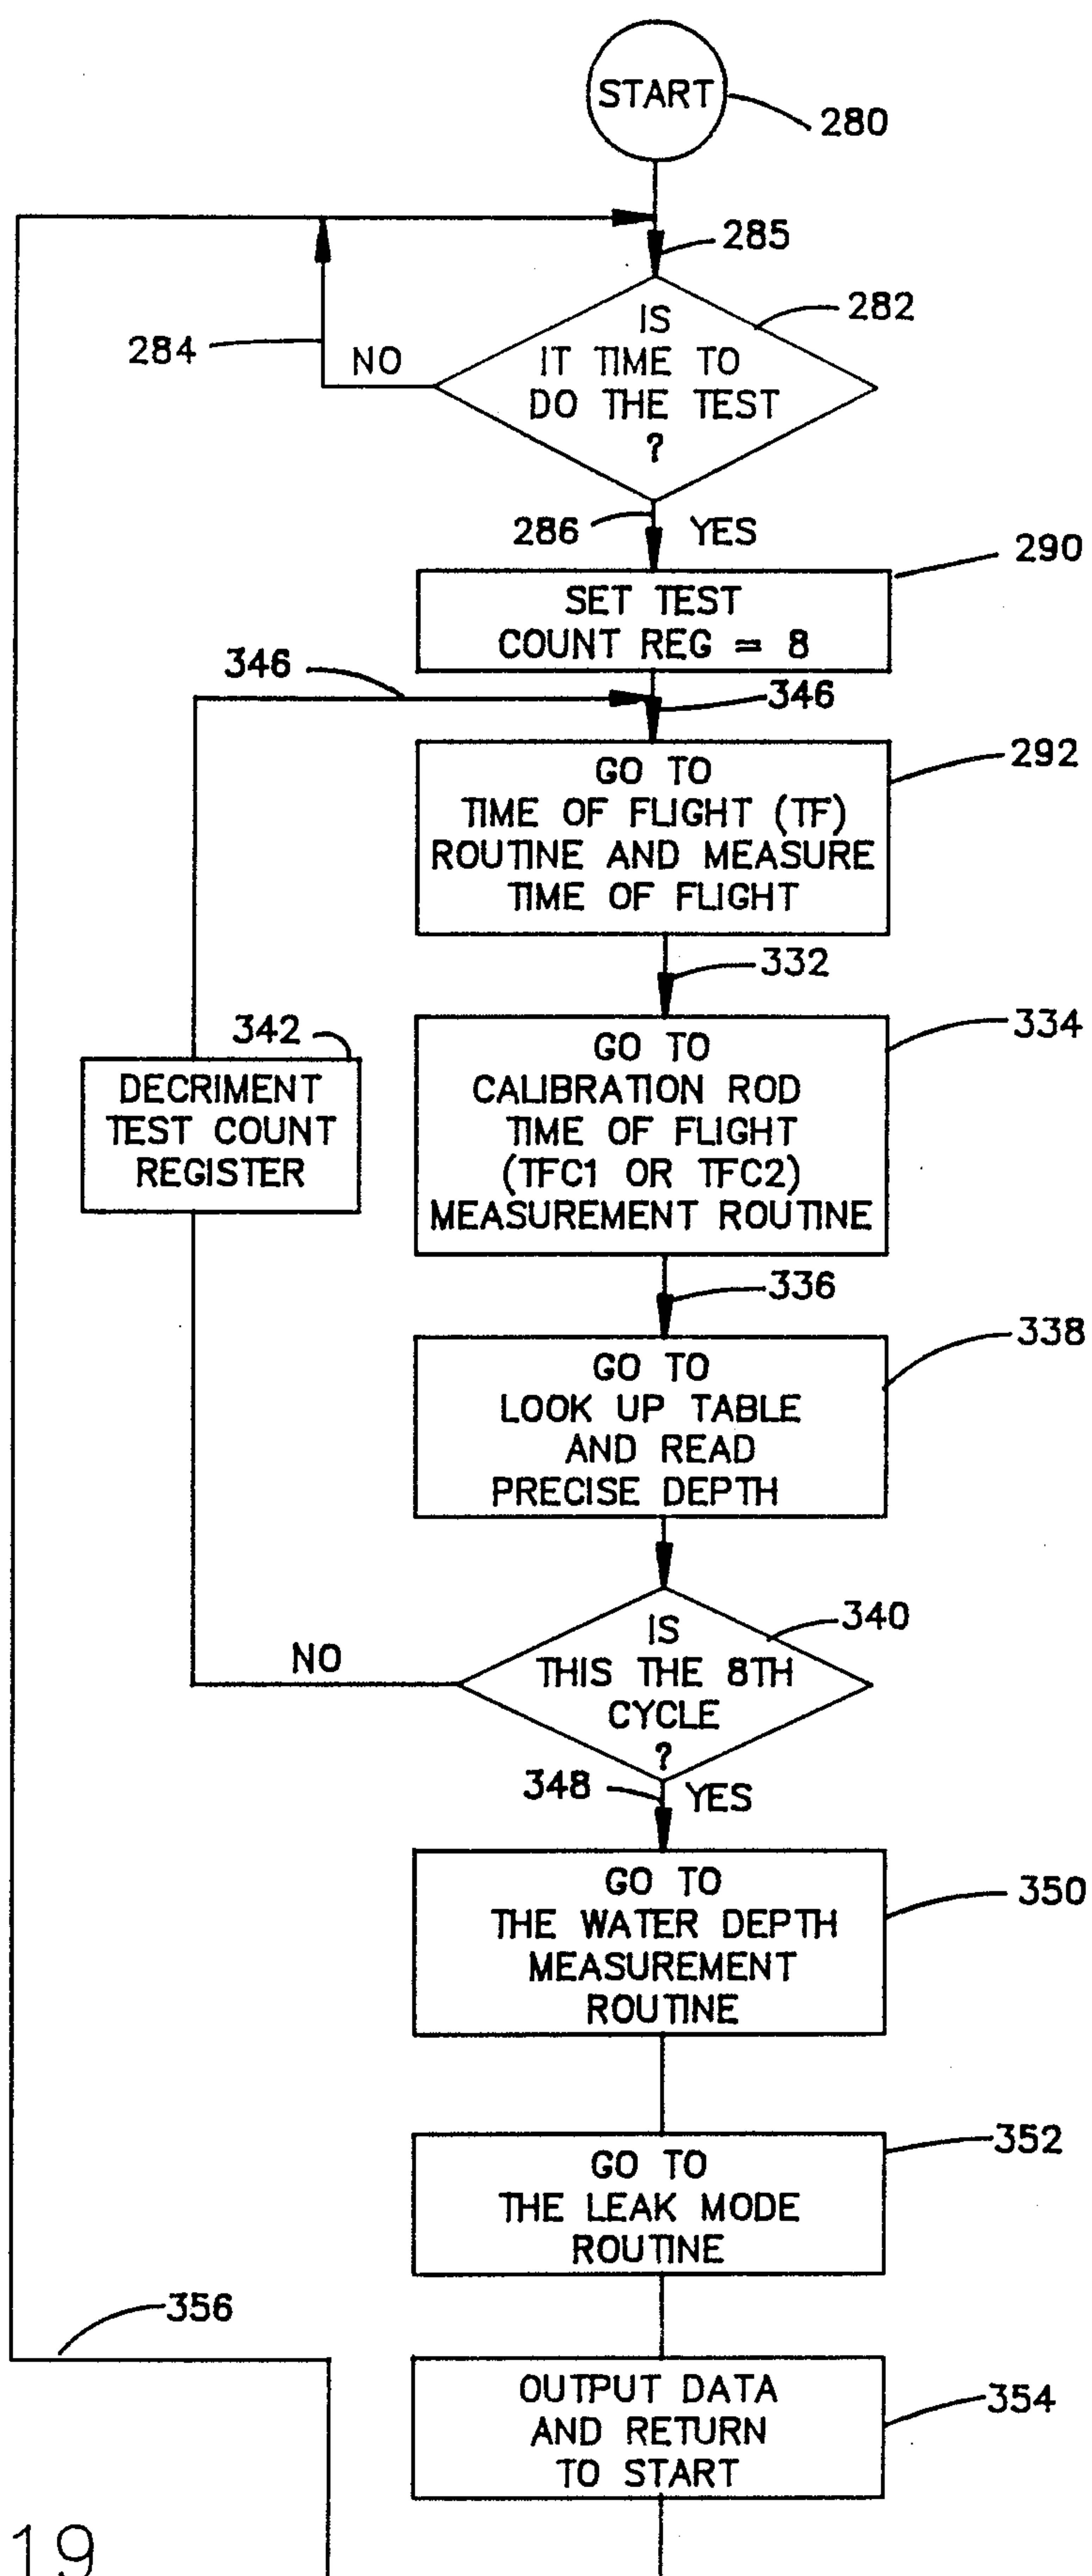 START
280
285
IS
IT TIME TO
DO THE TEST
?
282
284
NO
286
YES
SET TEST
COUNT REG = 8
290
346
346
GO TO
TIME OF FLIGHT (TF)
ROUTINE AND MEASURE
TIME OF FLIGHT
292
332
342
DECRIMENT
TEST COUNT
REGISTER
GO TO
CALIBRATION ROD
TIME OF FLIGHT
(TFC1 OR TFC2)
MEASUREMENT ROUTINE
334
336
GO TO
LOOK UP TABLE
AND READ
PRECISE DEPTH
338
IS
THIS THE 8TH
CYCLE
?
340
NO
348
YES
GO TO
THE WATER DEPTH
MEASUREMENT
ROUTINE
350
GO TO
THE LEAK MODE
ROUTINE
352
356
OUTPUT DATA
AND RETURN
TO START
354
19